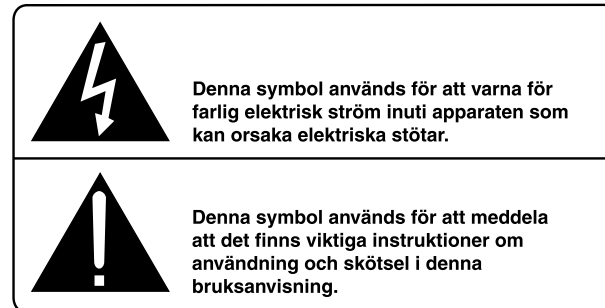 Denna symbol används för att varna för
farlig elektrisk ström inuti apparaten som
kan orsaka elektriska stötar.
Denna symbol används för att meddela
att det finns viktiga instruktioner om
användning och skötsel i denna
bruksanvisning.